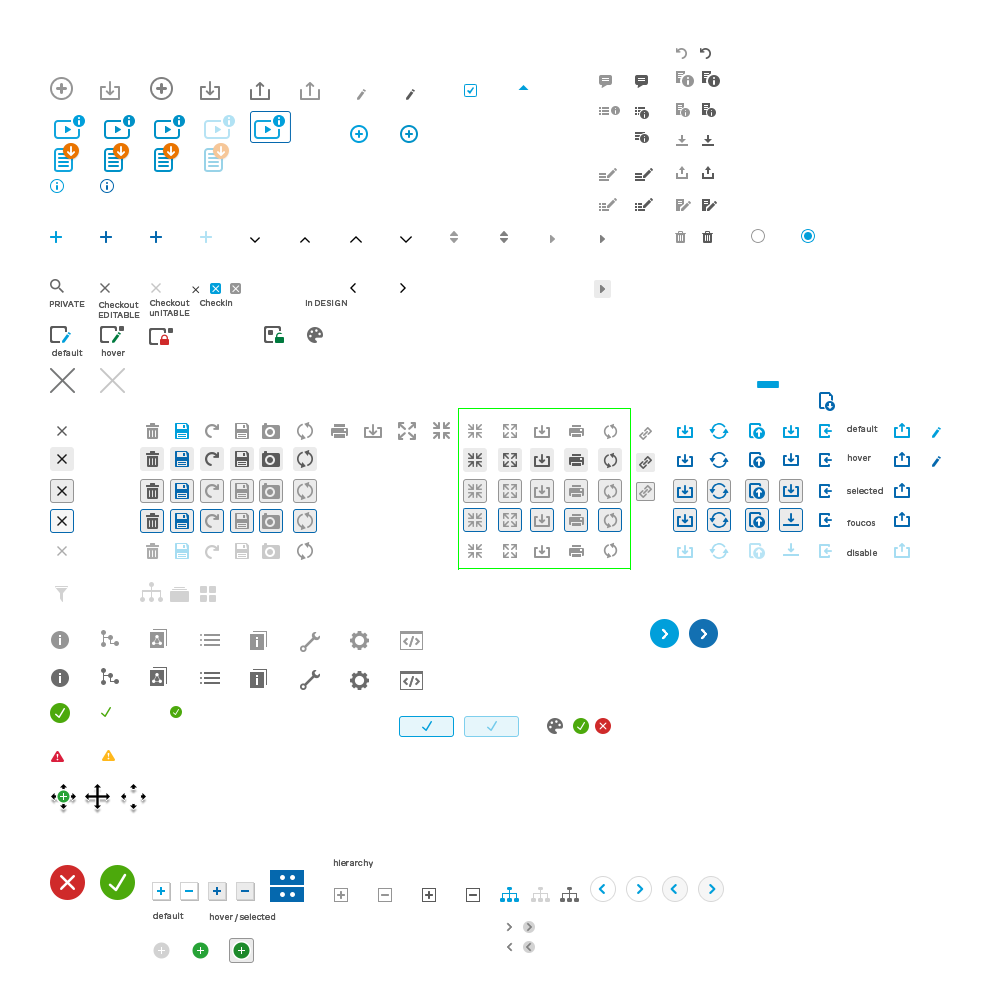 PRIVATE
Checkout
EDITABLE
Checkout
unITABLE
CheckIn
In DESIGN
default
hover
default
hover
selected
foucos
disable
hierarchy
default
hover / selected